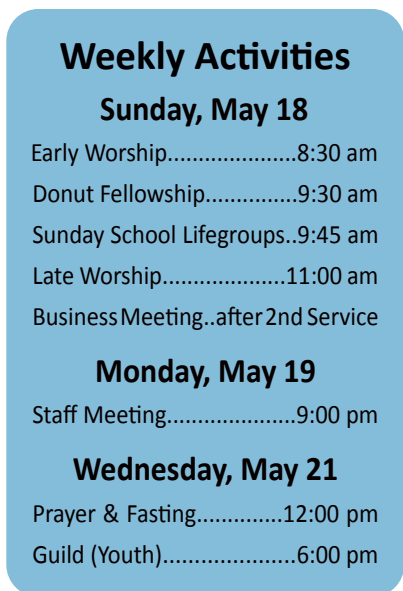 Weekly Activities
Sunday, May 18
Early Worship.....................8:30 am
Donut Fellowship...............9:30 am
Sunday School Lifegroups..9:45 am
Late Worship....................11:00 am
Business Meeting..after 2nd Service
Monday, May 19
Staff Meeting.....................9:00 pm
Wednesday, May 21
Prayer & Fasting..............12:00 pm
Guild (Youth)......................6:00 pm